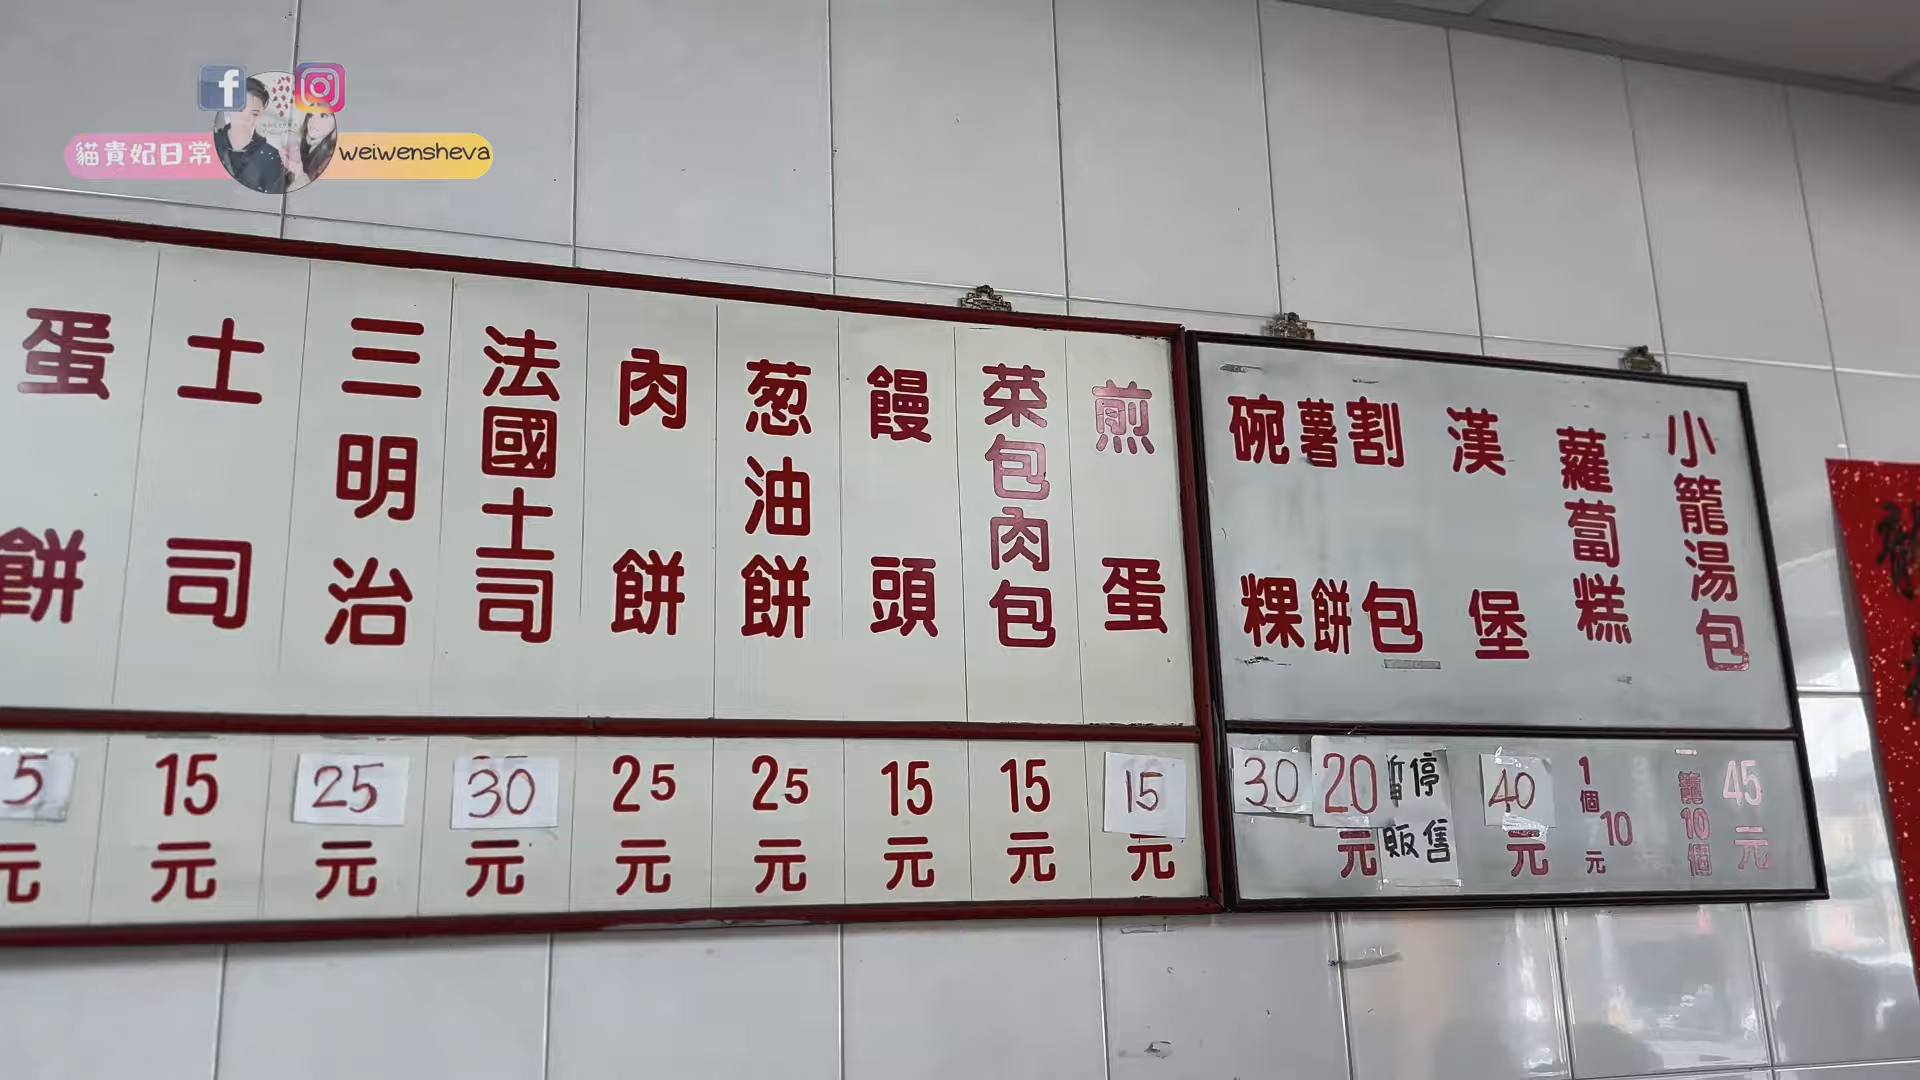 貓貴妃日常
weiwensheva
蛋餅
5
元
土司
15
元
三明治
25
元
法國土司
30
元
肉餅
25
元
葱油餅
25
元
饅頭
15
元
菜包肉包
15
元
煎蛋
15
元
碗粿
30
薯餅
20
元
割包
暫停
販售
漢堡
40
元
蘿蔔糕
1個
10
元
小籠湯包
一籠10個
45
元